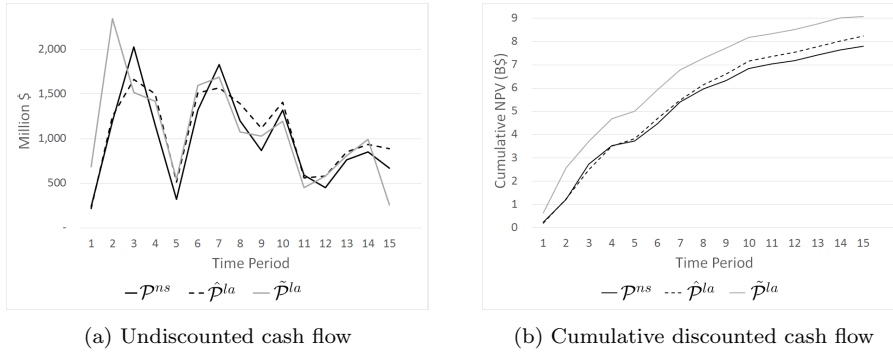 2,000
1,500
1,000
500
-
Million $
1 2 3 4 5 6 7 8 9 10 11 12 13 14 15
Time Period
𝒫ⁿˢ 𝒫̂ˡᵃ 𝒫̃ˡᵃ
(a) Undiscounted cash flow
9
8
7
6
5
4
3
2
1
0
Cumulative NPV (B$)
1 2 3 4 5 6 7 8 9 10 11 12 13 14 15
Time Period
𝒫ⁿˢ 𝒫̂ˡᵃ 𝒫̃ˡᵃ
(b) Cumulative discounted cash flow